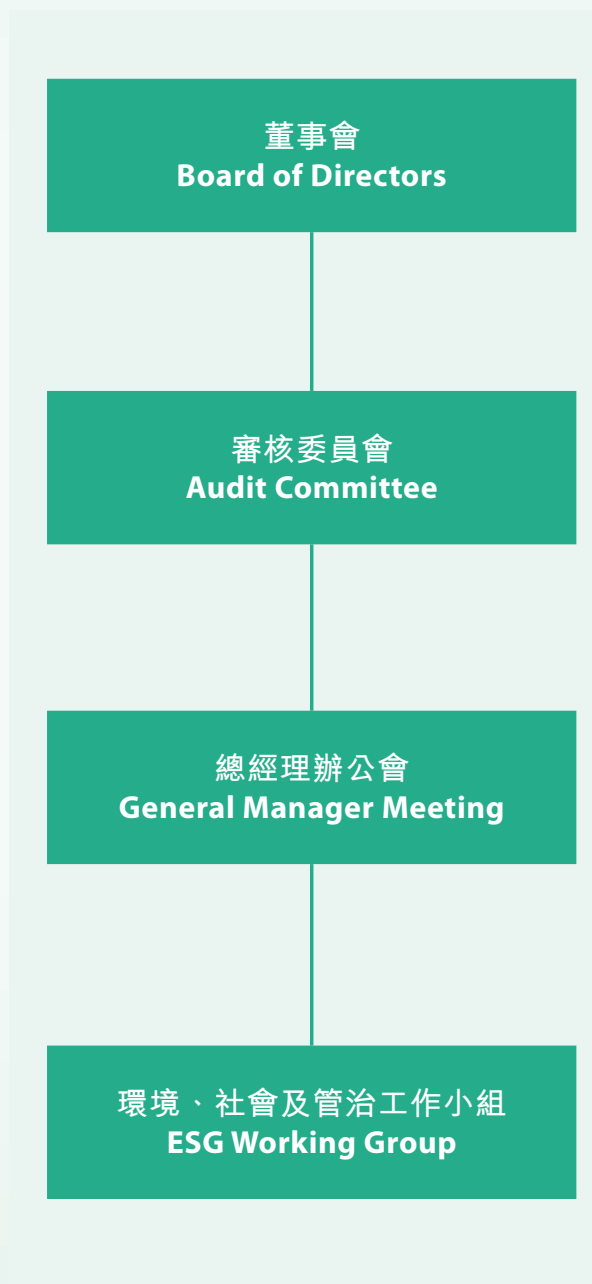 董事會
Board of Directors
審核委員會
Audit Committee
總經理辦公會
General Manager Meeting
環境、社會及管治工作小組
ESG Working Group